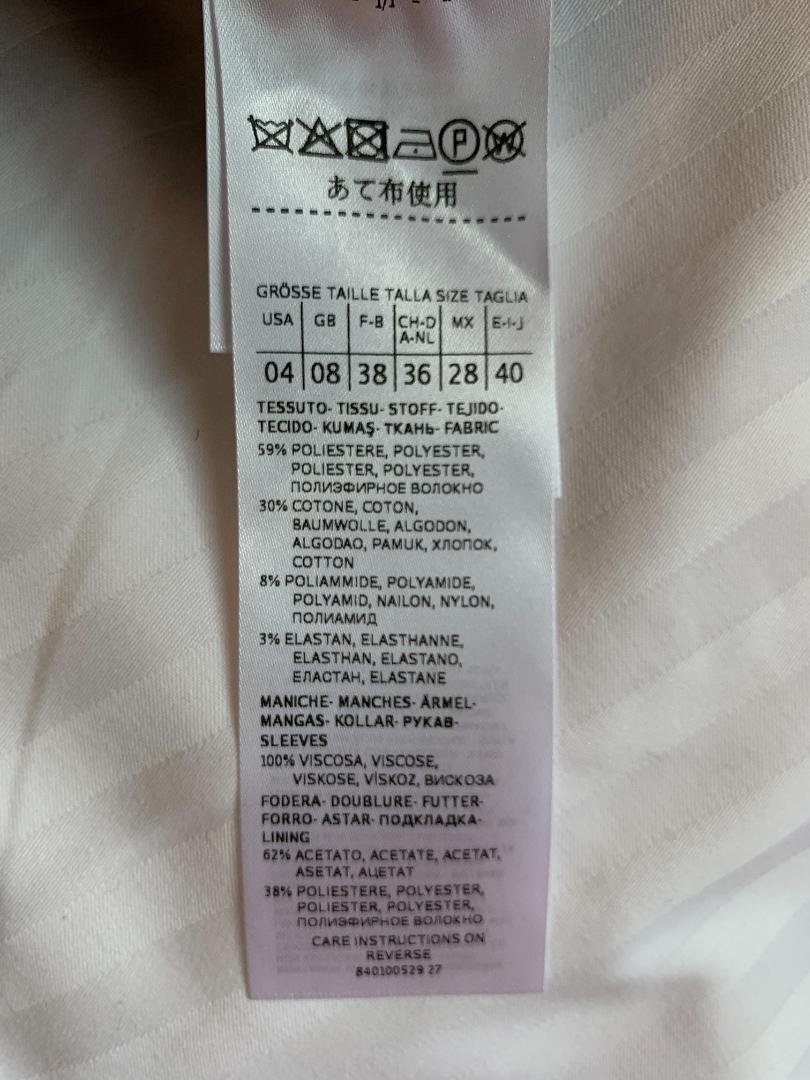 P W
あて布使用
GRÖSSE TAILLE TALLA SIZE TAGLIA
USA GB F-B CH-D A-NL MX E-I-J
04 08 38 36 28 40
TESSUTO- TISSU- STOFF- TEJIDO-
TECIDO- KUMAŞ- ТКАНЬ- FABRIC
59% POLIESTERE, POLYESTER,
POLIESTER, POLYESTER,
ПОЛИЭФИРНОЕ ВОЛОКНО
30% COTONE, COTON,
BAUMWOLLE, ALGODON,
ALGODAO, PAMUK, ХЛОПОК,
COTTON
8% POLIAMMIDE, POLYAMIDE,
POLYAMID, NAILON, NYLON,
ПОЛИАМИД
3% ELASTAN, ELASTHANNE,
ELASTHAN, ELASTANO,
ЕЛАСТАН, ELASTANE
MANICHE- MANCHES- ÄRMEL-
MANGAS- KOLLAR- РУКАВ-
SLEEVES
100% VISCOSA, VISCOSE,
VISKOSE, VİSKOZ, ВИСКОЗА
FODERA- DOUBLURE- FUTTER-
FORRO- ASTAR- ПОДКЛАДКА-
LINING
62% ACETATO, ACETATE, ACETAT,
ASETAT, АЦЕТАТ
38% POLIESTERE, POLYESTER,
POLIESTER, POLYESTER,
ПОЛИЭФИРНОЕ ВОЛОКНО
CARE INSTRUCTIONS ON
REVERSE
840100529 27